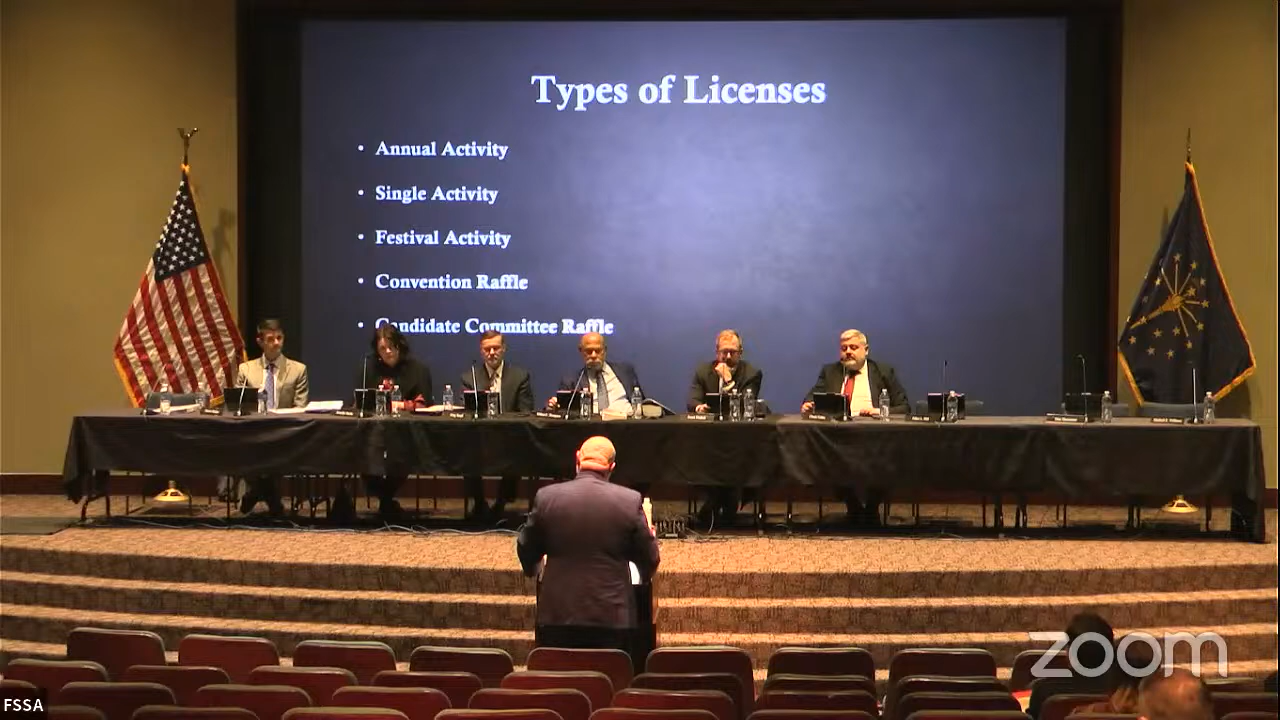 Types of Licenses
• Annual Activity
• Single Activity
• Festival Activity
• Convention Raffle
• Candidate Committee Raffle
zoom
FSSA